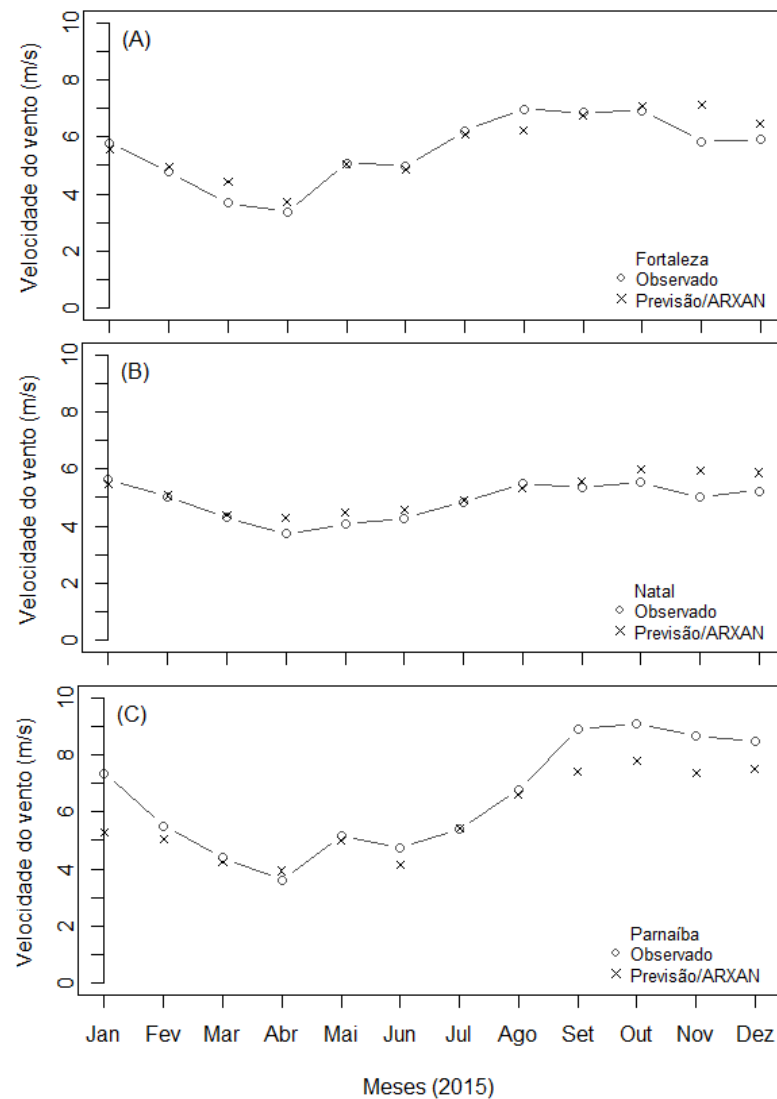 (A)
Velocidade do vento (m/s)
0 2 4 6 8 10
Fortaleza
Observado
Previsão/ARXAN
(B)
Velocidade do vento (m/s)
0 2 4 6 8 10
Natal
Observado
Previsão/ARXAN
(C)
Velocidade do vento (m/s)
0 2 4 6 8 10
Parnaíba
Observado
Previsão/ARXAN
Jan Fev Mar Abr Mai Jun Jul Ago Set Out Nov Dez
Meses (2015)